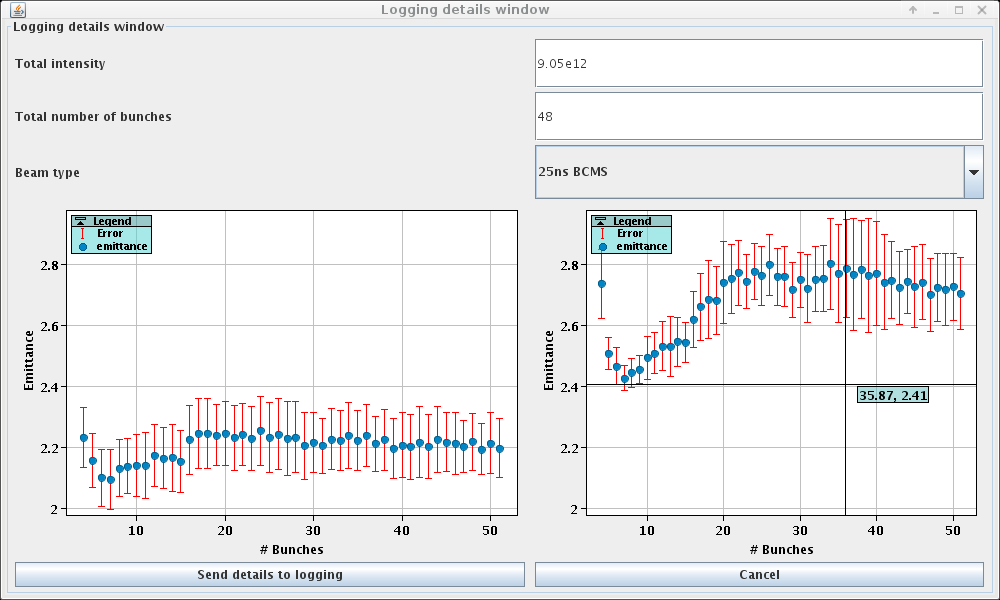 Logging details window
Logging details window
Total intensity
9.05e12
Total number of bunches
48
Beam type
25ns BCMS
Legend
Error
emittance
2.8
2.6
2.4
2.2
2
Emittance
10
20
30
40
50
# Bunches
Legend
Error
emittance
2.8
2.6
2.4
2.2
2
Emittance
35.87, 2.41
10
20
30
40
50
# Bunches
Send details to logging
Cancel